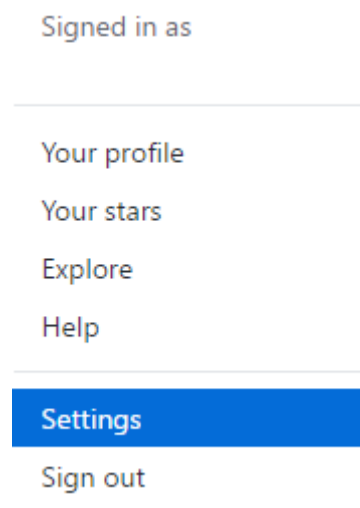 Signed in as
Your profile
Your stars
Explore
Help
Settings
Sign out